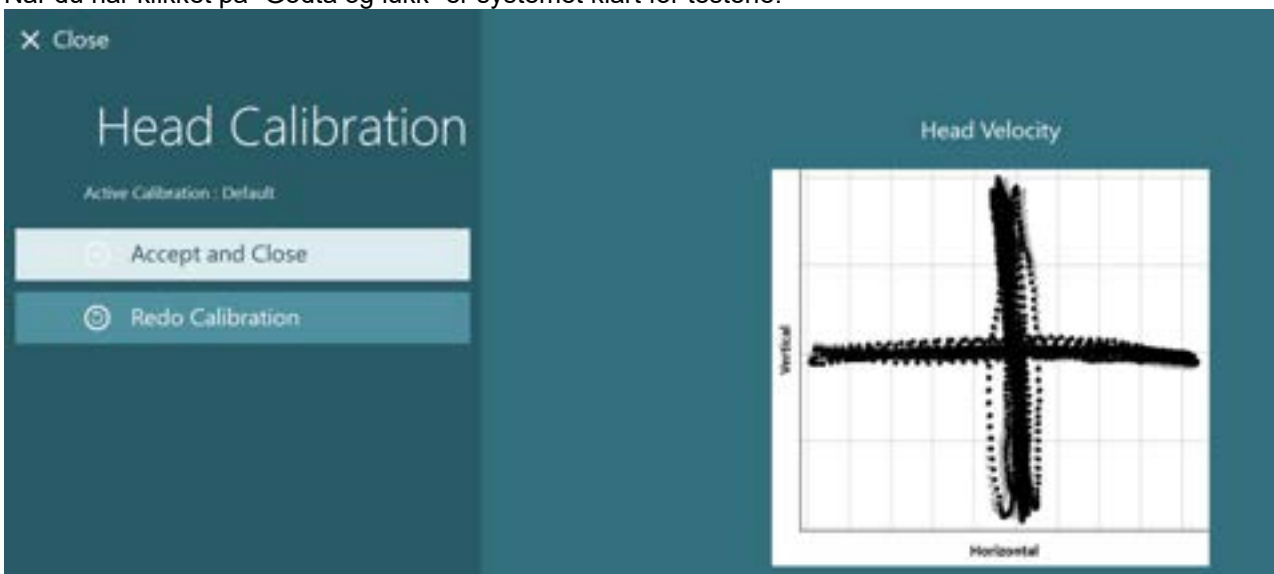 Når du har klikket på "Godta og lukk" er systemet klart for testene.
Close
Head Calibration
Active Calibration : Default
Accept and Close
Redo Calibration
Head Velocity
Vertical
Horizontal